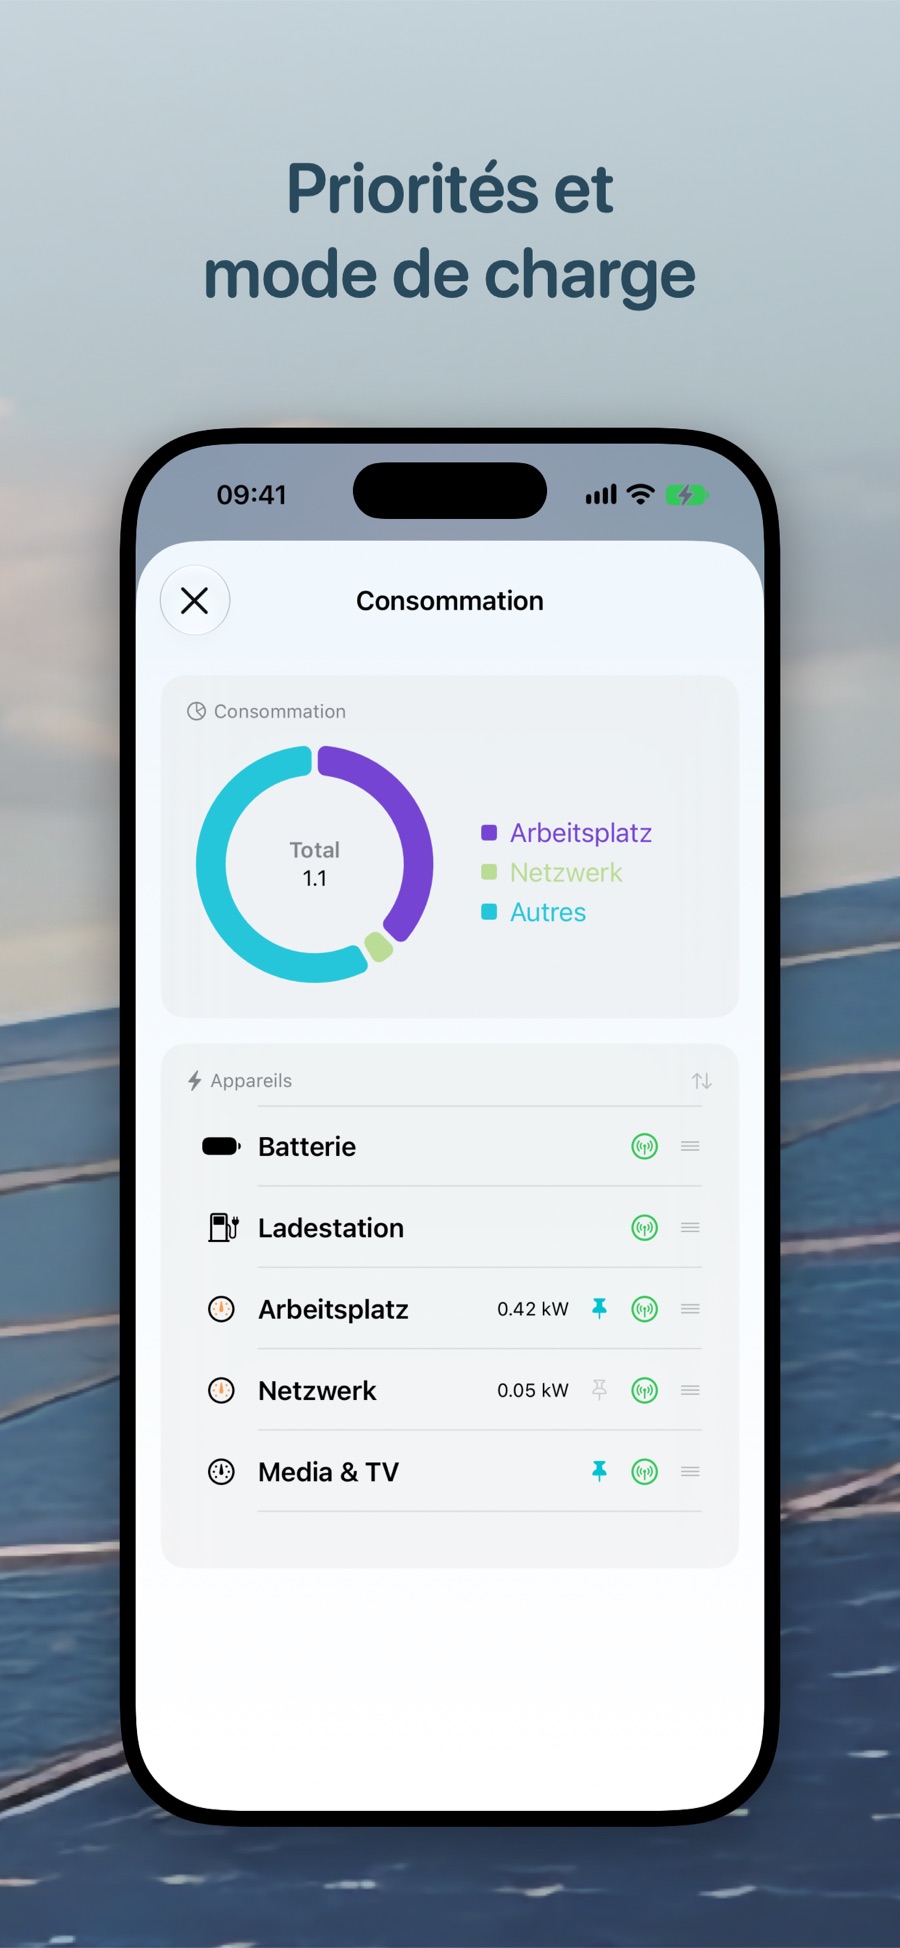 Priorités et
mode de charge
09:41
Consommation
Consommation
Total
1.1
Arbeitsplatz
Netzwerk
Autres
Appareils
Batterie
Ladestation
Arbeitsplatz 0.42 kW
Netzwerk 0.05 kW
Media & TV